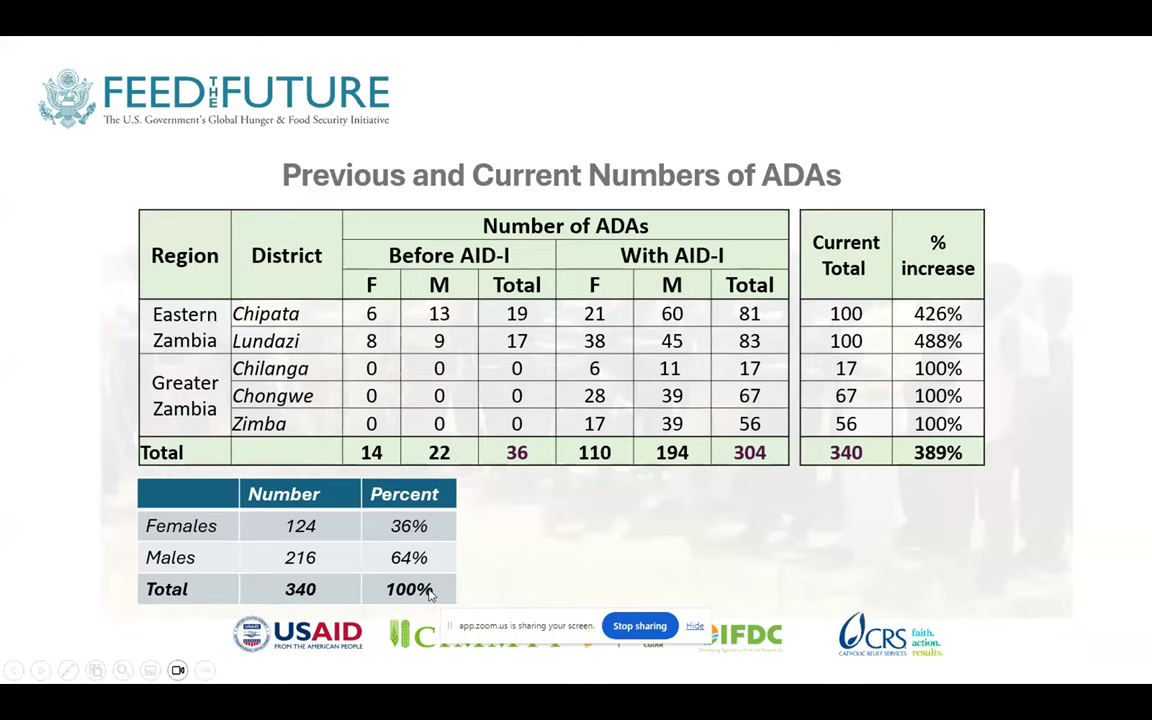 FEED THE FUTURE
The U.S. Government's Global Hunger & Food Security Initiative
Previous and Current Numbers of ADAs
Region District Number of ADAs Current Total % increase
Before AID-I With AID-I
F M Total F M Total
Eastern Zambia
Chipata 6 13 19 21 60 81 100 426%
Lundazi 8 9 17 38 45 83 100 488%
Greater Zambia
Chilanga 0 0 0 6 11 17 17 100%
Chongwe 0 0 0 28 39 67 67 100%
Zimba 0 0 0 17 39 56 56 100%
Total 14 22 36 110 194 304 340 389%
Number Percent
Females 124 36%
Males 216 64%
Total 340 100%
app.zoom.us is sharing your screen. Stop sharing Hide
USAID
FROM THE AMERICAN PEOPLE
IFDC
CRS faith. action. results.
CATHOLIC RELIEF SERVICES